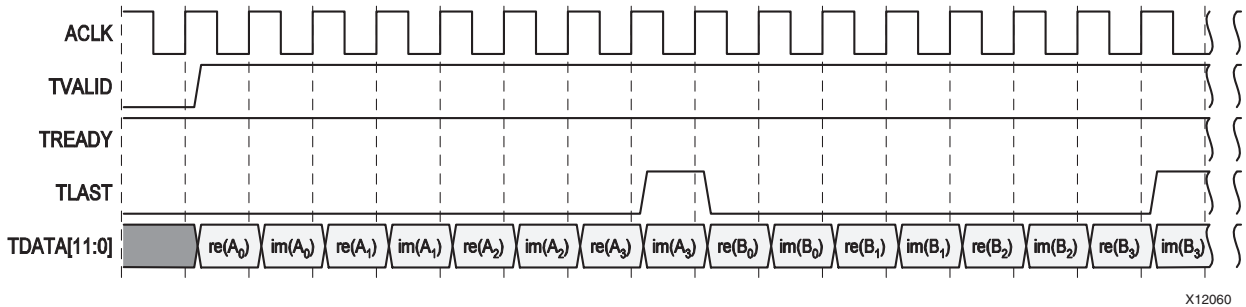 ACLK
TVALID
TREADY
TLAST
TDATA[11:0] re(A0) im(A0) re(A1) im(A1) re(A2) im(A2) re(A3) im(A3) re(B0) im(B0) re(B1) im(B1) re(B2) im(B2) re(B3) im(B3)
X12060